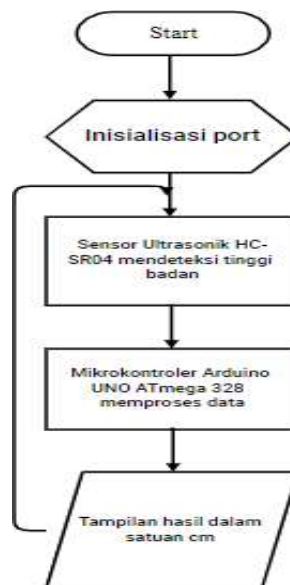 Start
Inisialisasi port
Sensor Ultrasonik HC-
SR04 mendeteksi tinggi
badan
Mikrokontroler Arduino
UNO ATmega 328
memproses data
Tampilan hasil dalam
satuan cm